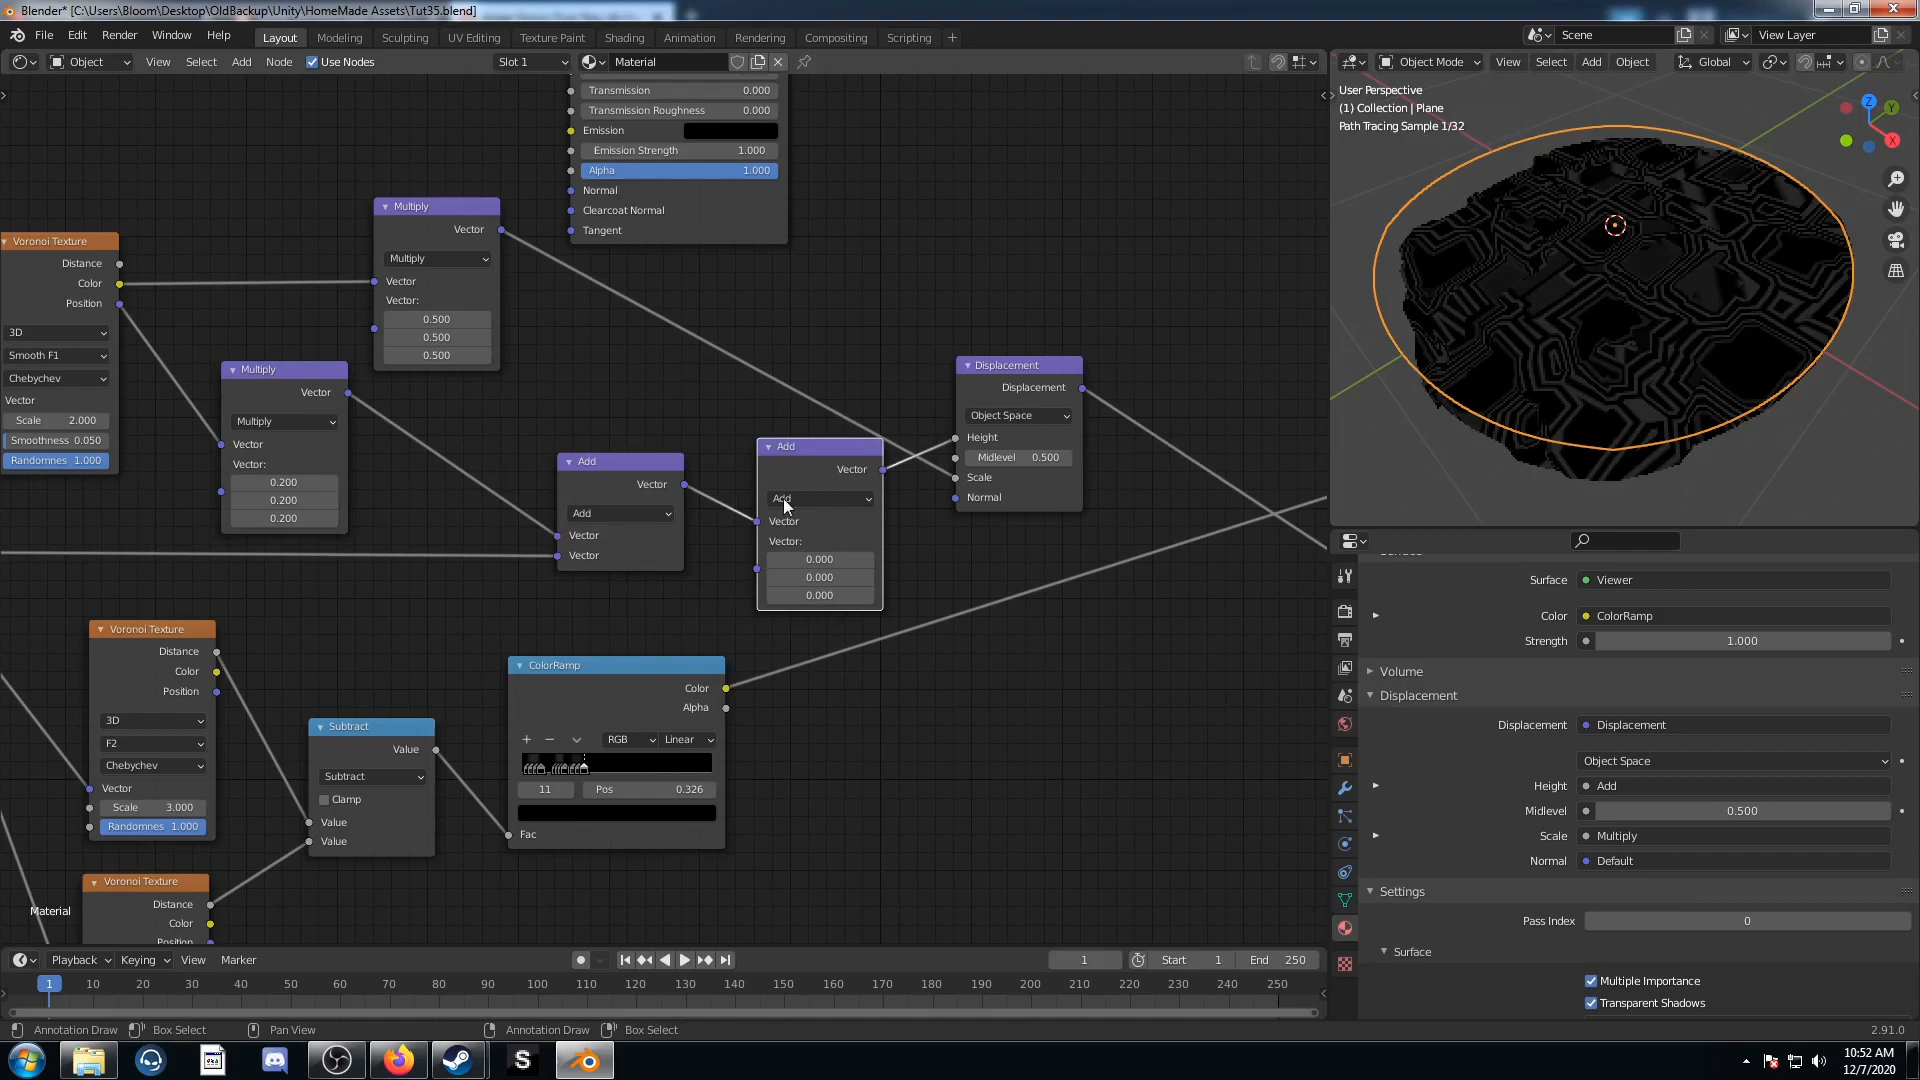 Blender* [C:\Users\Bloom\Desktop\OldBackup\Unity\HomeMade Assets\Tut35.blend]
File Edit Render Window Help Layout Modeling Sculpting UV Editing Texture Paint Shading Animation Rendering Compositing Scripting + Scene View Layer
Object View Select Add Node Use Nodes Slot 1 Material Object Mode View Select Add Object Global
User Perspective
(1) Collection | Plane
Path Tracing Sample 1/32
Z Y X
Transmission 0.000
Transmission Roughness 0.000
Emission
Emission Strength 1.000
Alpha 1.000
Normal
Clearcoat Normal
Tangent
Multiply
Vector
Multiply
Vector
Vector:
0.500
0.500
0.500
Voronoi Texture
Distance
Color
Position
3D
Smooth F1
Chebychev
Vector
Scale 2.000
Smoothness 0.050
Randomnes 1.000
Multiply
Vector
Multiply
Vector
Vector:
0.200
0.200
0.200
Add
Vector
Add
Vector
Vector
Add
Vector
Add
Vector
Vector:
0.000
0.000
0.000
Displacement
Displacement
Object Space
Height
Midlevel 0.500
Scale
Normal
Voronoi Texture
Distance
Color
Position
3D
F2
Chebychev
Vector
Scale 3.000
Randomnes 1.000
Subtract
Value
Subtract
Clamp
Value
Value
ColorRamp
Color
Alpha
+ − RGB Linear
11 Pos 0.326
Fac
Voronoi Texture
Distance
Color
Position
Material
Surface Viewer
Color ColorRamp
Strength 1.000
Volume
Displacement
Displacement Displacement
Object Space
Height Add
Midlevel 0.500
Scale Multiply
Normal Default
Settings
Pass Index 0
Surface
Multiple Importance
Transparent Shadows
Playback Keying View Marker 1 Start 1 End 250
1 10 20 30 40 50 60 70 80 90 100 110 120 130 140 150 160 170 180 190 200 210 220 230 240 250
Annotation Draw Box Select Pan View Annotation Draw Box Select 2.91.0
S
10:52 AM
12/7/2020